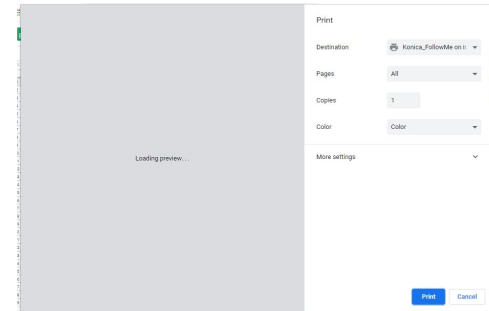 Print
Destination
Konica_FollowMe on
Pages
All
Copies
1
Color
Color
Loading preview...
More settings
Print
Cancel